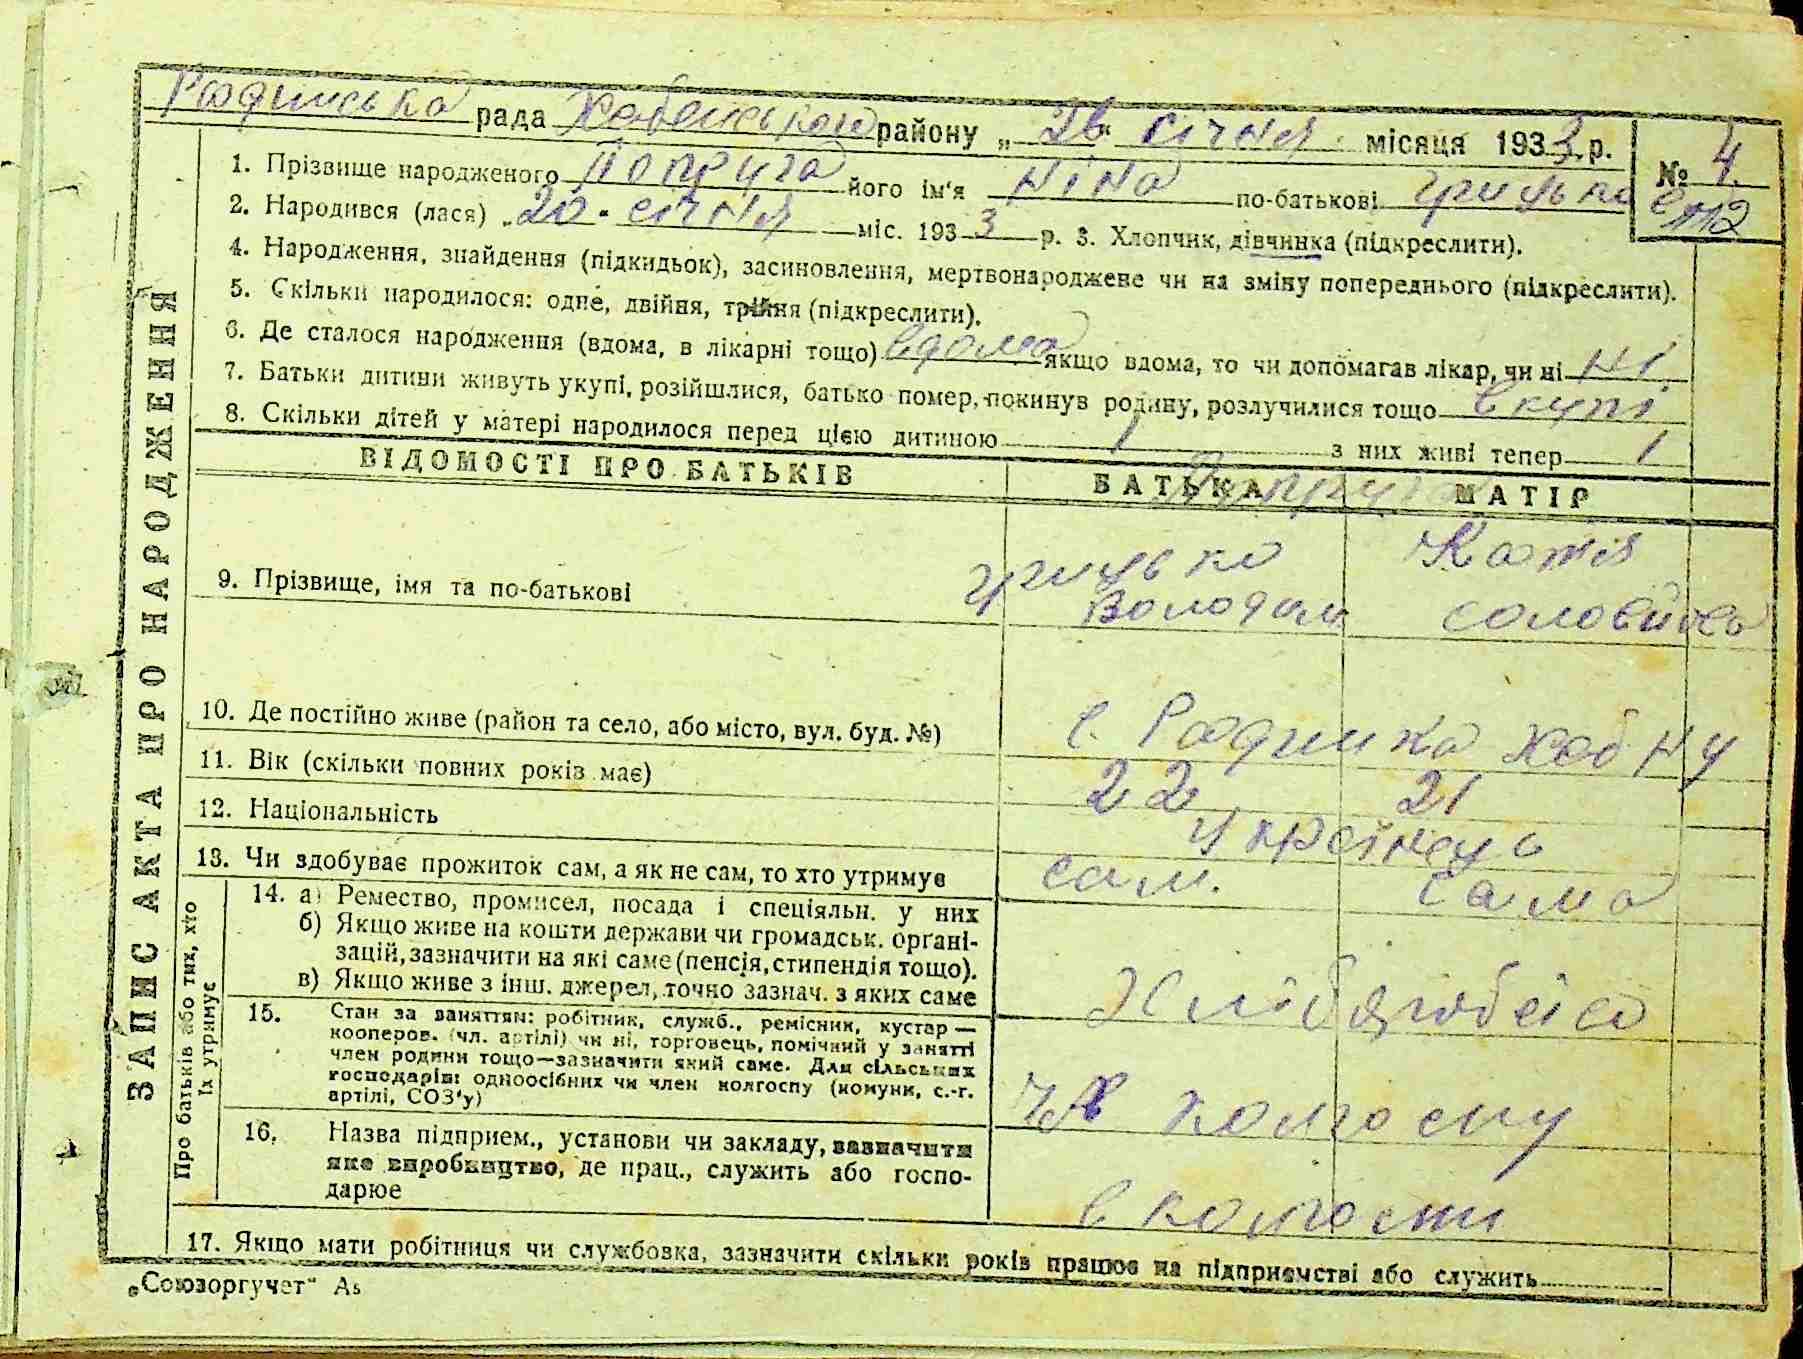 Радинська рада Хабенського району „ 26 " січня місяця 1933 р.
№ 4.
1. Прізвище народженого Попруга його ім'я Ніна по-батькові Грицько
2. Народився (лася) „20" січня міс. 1933 р. 3. Хлопчик, дівчинка (підкреслити).
4. Народження, знайдення (підкидьок), засиновлення, мертвонароджене чи на зміну попереднього (підкреслити).
5. Скільки народилося: одне, двійня, трійня (підкреслити).
6. Де сталося народження (вдома, в лікарні тощо) вдома якщо вдома, то чи допомагав лікар, чи ні ні.
7. Батьки дитини живуть укупі, розійшлися, батько помер, покинув родину, розлучилися тощо вкупі
8. Скільки дітей у матері народилося перед цією дитиною 1 з них живі тепер 1
ВІДОМОСТІ ПРО БАТЬКІВ БАТЬКА МАТІР
Попруга
Грицько Катя
9. Прізвище, імя та по-батькові Володим Соловйова
10. Де постійно живе (район та село, або місто, вул. буд. №) с. Радинка Хабну
11. Вік (скільки повних років має) 22 21
12. Національність українець
13. Чи здобуває прожиток сам, а як не сам, то хто утримує сам. Сама
14. а) Ремество, промисел, посада і спеціяльн. у них
б) Якщо живе на кошти держави чи громадськ. органі-
зацій, зазначити на які саме (пенсія, стипендія тощо).
в) Якщо живе з інш. джерел, точно зазнач. з яких саме
15. Стан за заняттям: робітник, служб., ремісник, кустар —
кооперов. (чл. артілі) чи ні, торговець, помічний у занятті
член родини тощо—зазначити який саме. Для сільських
господарів: одноосібних чи член колгоспу (комуни, с.-г.
артілі, СОЗ'у)
колгоспу
16. Назва підприєм., установи чи закладу, зазначити
яке виробництво, де прац., служить або госпо-
дарює
в колгоспи
17. Якщо мати робітниця чи службовка, зазначити скільки років працює на підприємстві або служить
ЗАПИС АКТА ПРО НАРОДЖЕННЯ
Про батьків або тих, хто
їх утримує
„Союзоргучет"